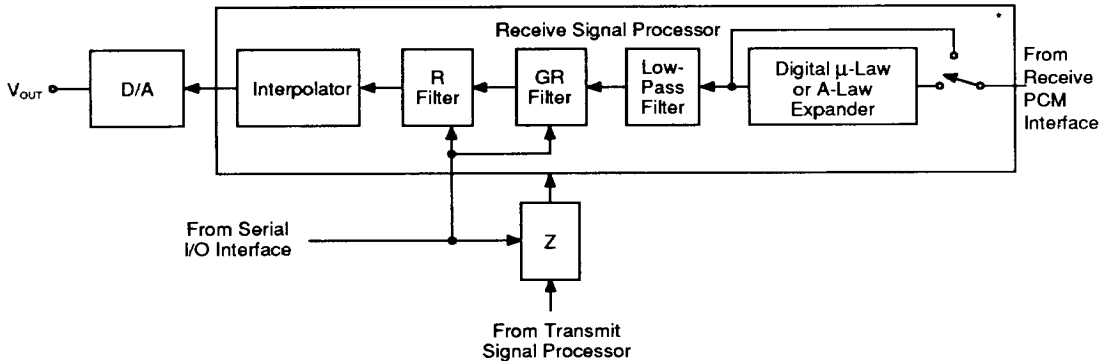 *
Receive Signal Processor
V_OUT
D/A
Interpolator
R
Filter
GR
Filter
Low-
Pass
Filter
Digital μ-Law
or A-Law
Expander
From
Receive
PCM
Interface
From Serial
I/O Interface
Z
From Transmit
Signal Processor